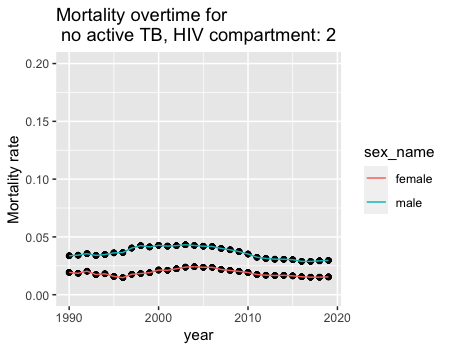 Mortality overtime for
no active TB, HIV compartment: 2
0.20
0.15
0.10
0.05
0.00
Mortality rate
1990
2000
2010
2020
year
sex_name
female
male